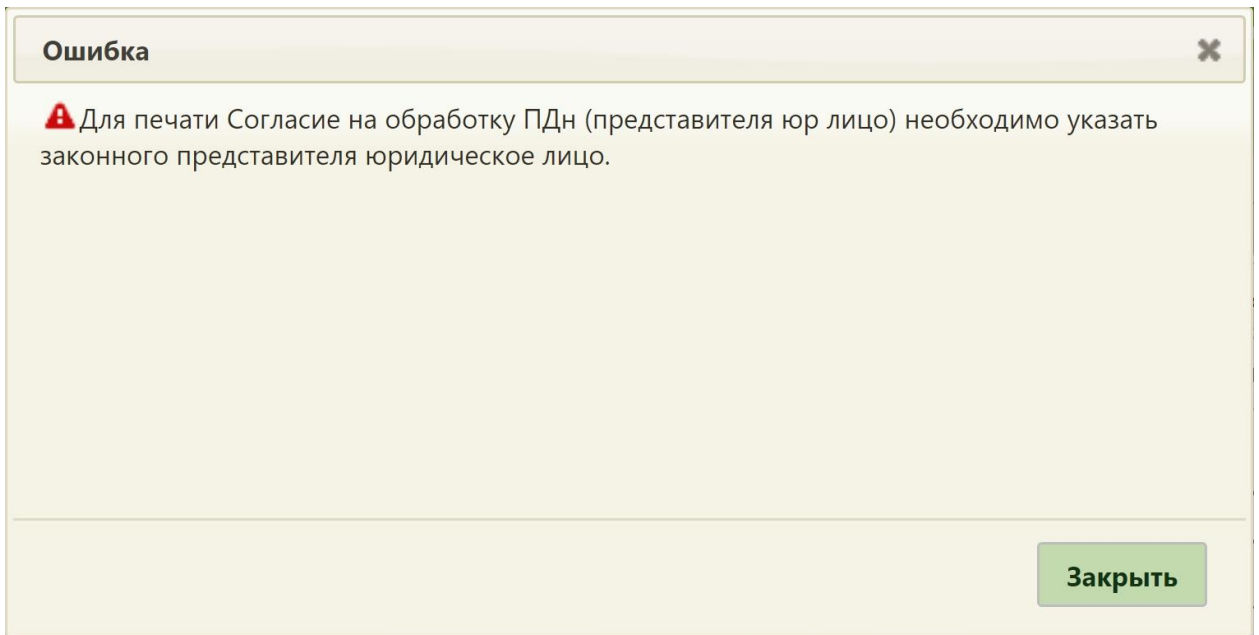 Ошибка
Для печати Согласие на обработку ПДн (представителя юр лицо) необходимо указать
законного представителя юридическое лицо.
Закрыть